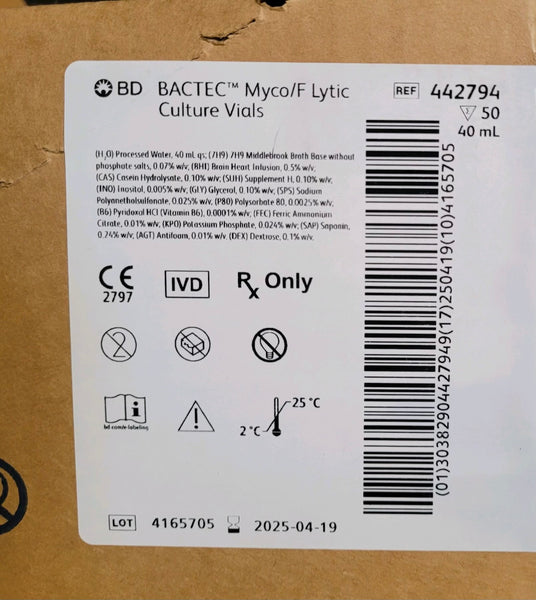 BD BACTEC™ Myco/F Lytic
Culture Vials
REF 442794
50
40 mL
(H₂O) Processed Water, 40 mL qs; (7H9) 7H9 Middlebrook Broth Base without
phosphate salts, 0.07% w/v; (BHI) Brain Heart Infusion, 0.5% w/v;
(CAS) Casein Hydrolysate, 0.10% w/v; (SUH) Supplement H, 0.10% w/v;
(INO) Inositol, 0.005% w/v; (GLY) Glycerol, 0.10% w/v; (SPS) Sodium
Polyanetholsulfonate, 0.025% w/v; (P80) Polysorbate 80, 0.0025% w/v;
(B6) Pyridoxal HCl (Vitamin B6), 0.0001% w/v; (FEC) Ferric Ammonium
Citrate, 0.01% w/v; (KPO) Potassium Phosphate, 0.024% w/v; (SAP) Saponin,
0.24% w/v; (AGT) Antifoam, 0.01% w/v; (DEX) Dextrose, 0.1% w/v.
CE IVD Rx Only
2797
2
i
bd.com/e-labeling
25 °C
2 °C
(01)30382904427949(17)250419(10)4165705
LOT 4165705 2025-04-19